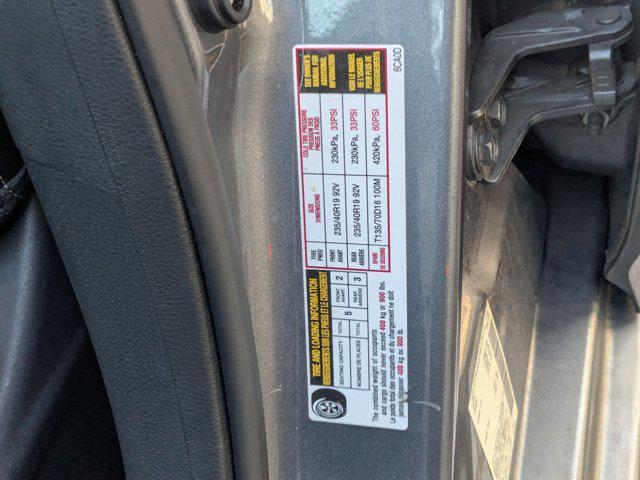 TIRE AND LOADING INFORMATION
RENSEIGNEMENTS SUR LES PNEUS ET LE CHARGEMENT
SEATING CAPACITY TOTAL 5 FRONT AVANT 2 REAR ARRIÈRE 3
NOMBRE DE PLACES TOTAL
The combined weight of occupants
and cargo should never exceed 408 kg or 900 lbs.
Le poids total des occupants et du chargement ne doit
jamais dépasser 408 kg ou 900 lb.
TIRE PNEU
SIZE DIMENSIONS
COLD TIRE PRESSURE
PRESSION DES PNEUS À FROID
FRONT AVANT 235/40R19 92V 230kPa, 33PSI
REAR ARRIÈRE 235/40R19 92V 230kPa, 33PSI
SPARE DE SECOURS T135/70D16 100M 420kPa, 60PSI
SEE OWNER'S
MANUAL FOR
ADDITIONAL
INFORMATION
VOIR LE MANUEL
DE L'USAGER
POUR PLUS DE
RENSEIGNEMENTS
6CA0D